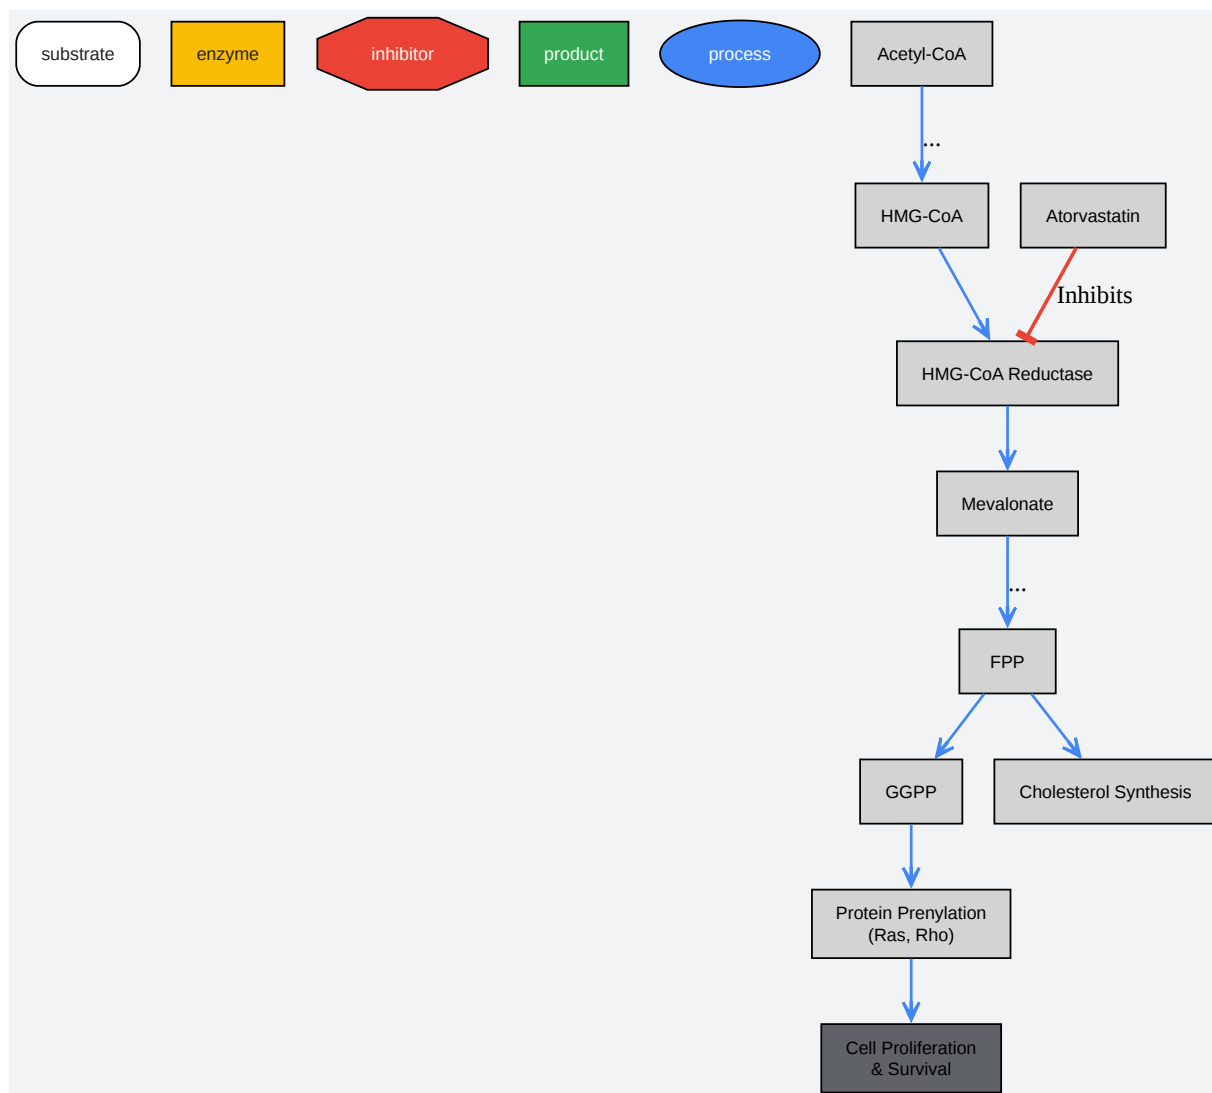 substrate
enzyme
inhibitor
product
process
Acetyl-CoA
...
HMG-CoA
Atorvastatin
Inhibits
HMG-CoA Reductase
Mevalonate
...
FPP
GGPP
Cholesterol Synthesis
Protein Prenylation
(Ras, Rho)
Cell Proliferation
& Survival